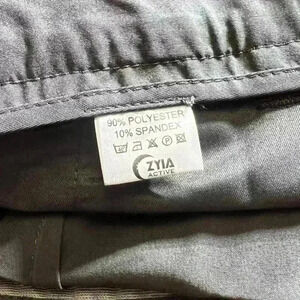 90% POLYESTER
10% SPANDEX
ZYIA
ACTIVE